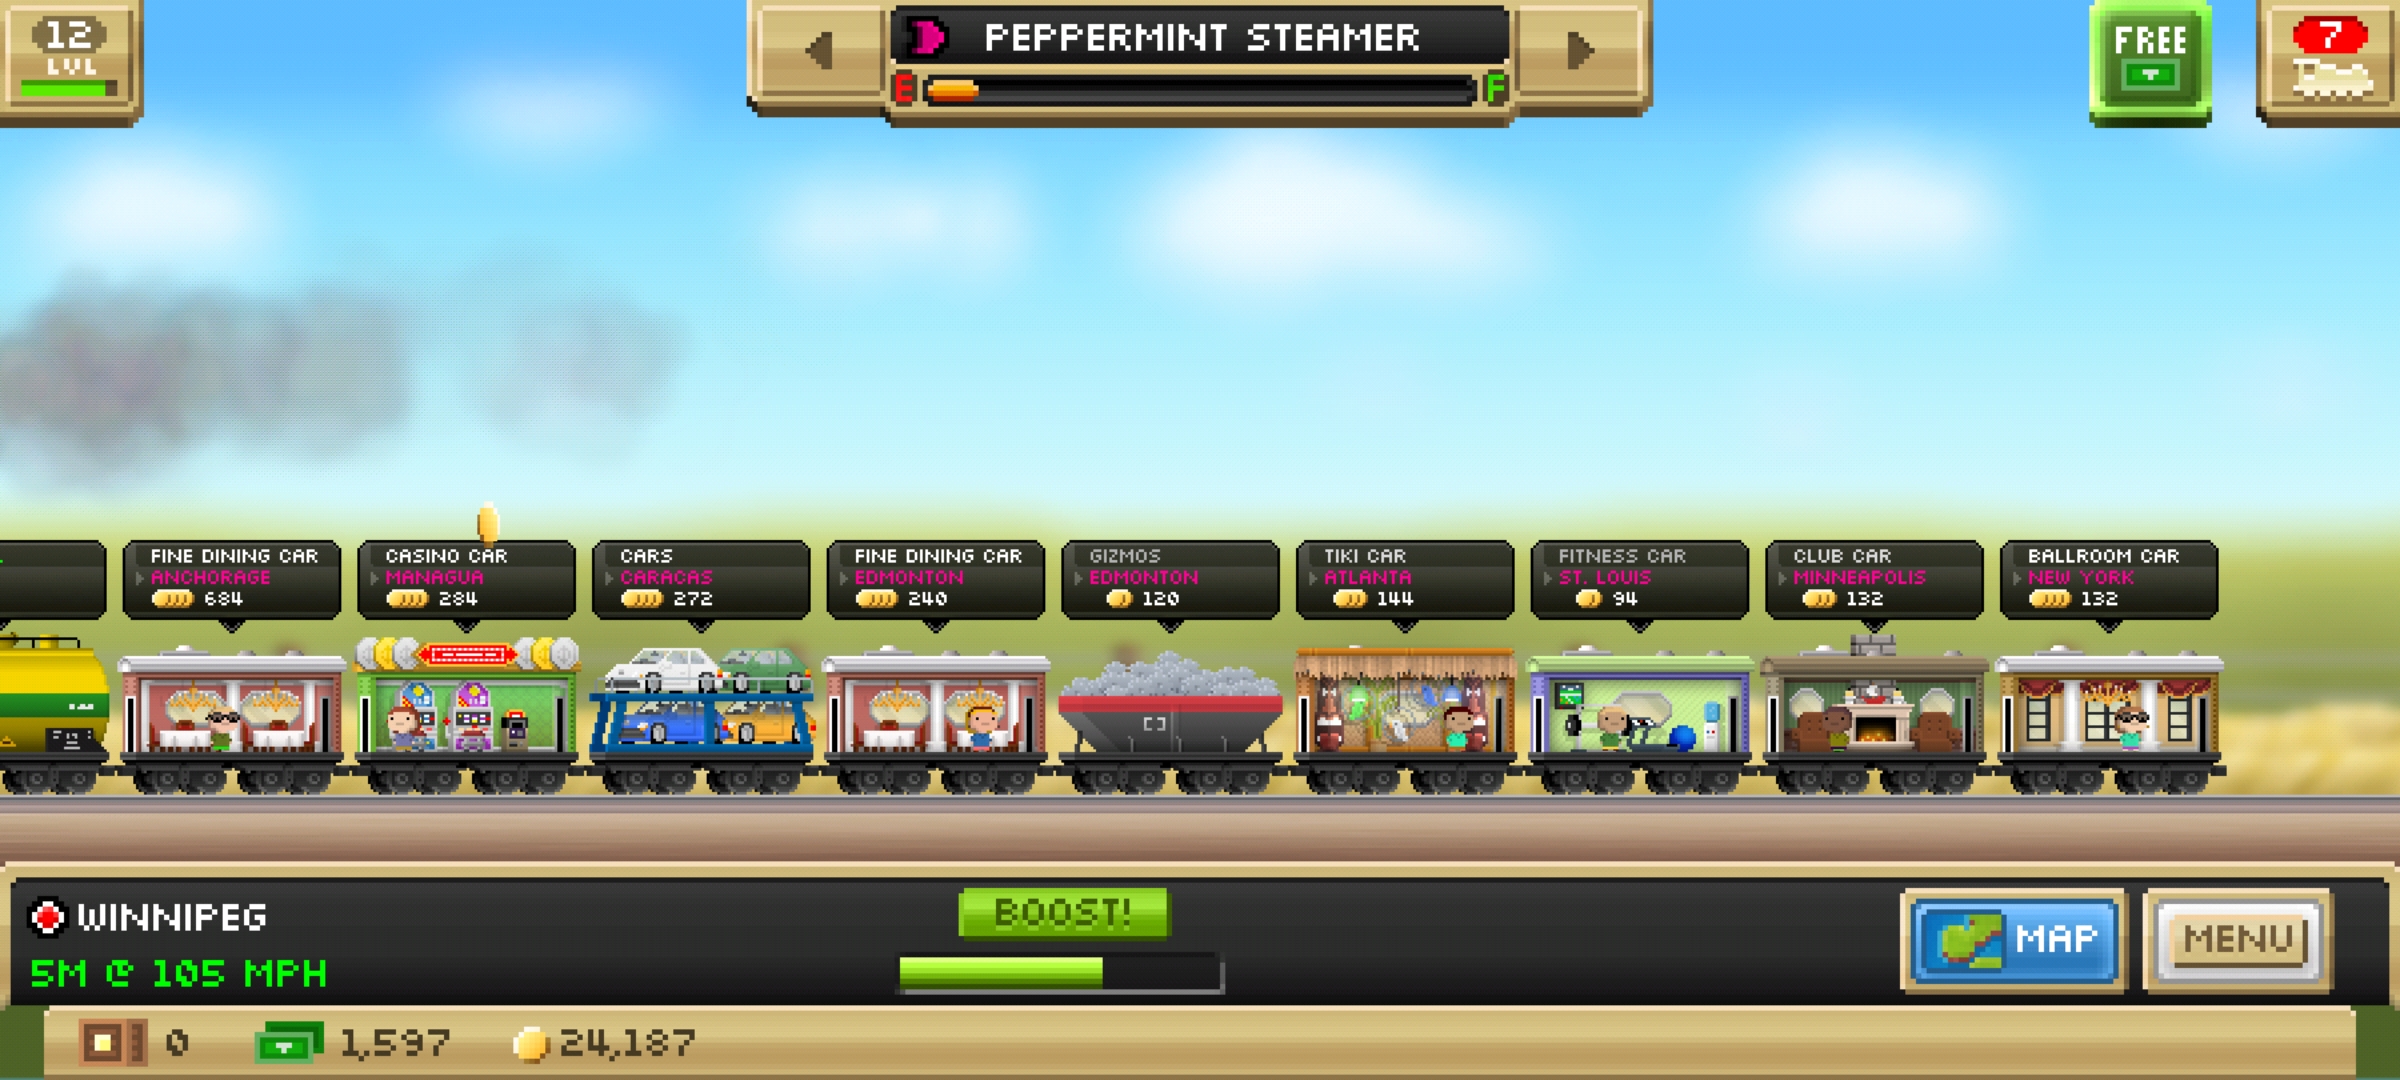 12
LVL
PEPPERMINT STEAMER
E
F
FREE
7
FINE DINING CAR
ANCHORAGE
684
CASINO CAR
MANAGUA
284
CARS
CARACAS
272
FINE DINING CAR
EDMONTON
240
GIZMOS
EDMONTON
120
TIKI CAR
ATLANTA
144
FITNESS CAR
ST. LOUIS
94
CLUB CAR
MINNEAPOLIS
132
BALLROOM CAR
NEW YORK
132
WINNIPEG
5M @ 105 MPH
BOOST!
MAP
MENU
0
1,597
24,187